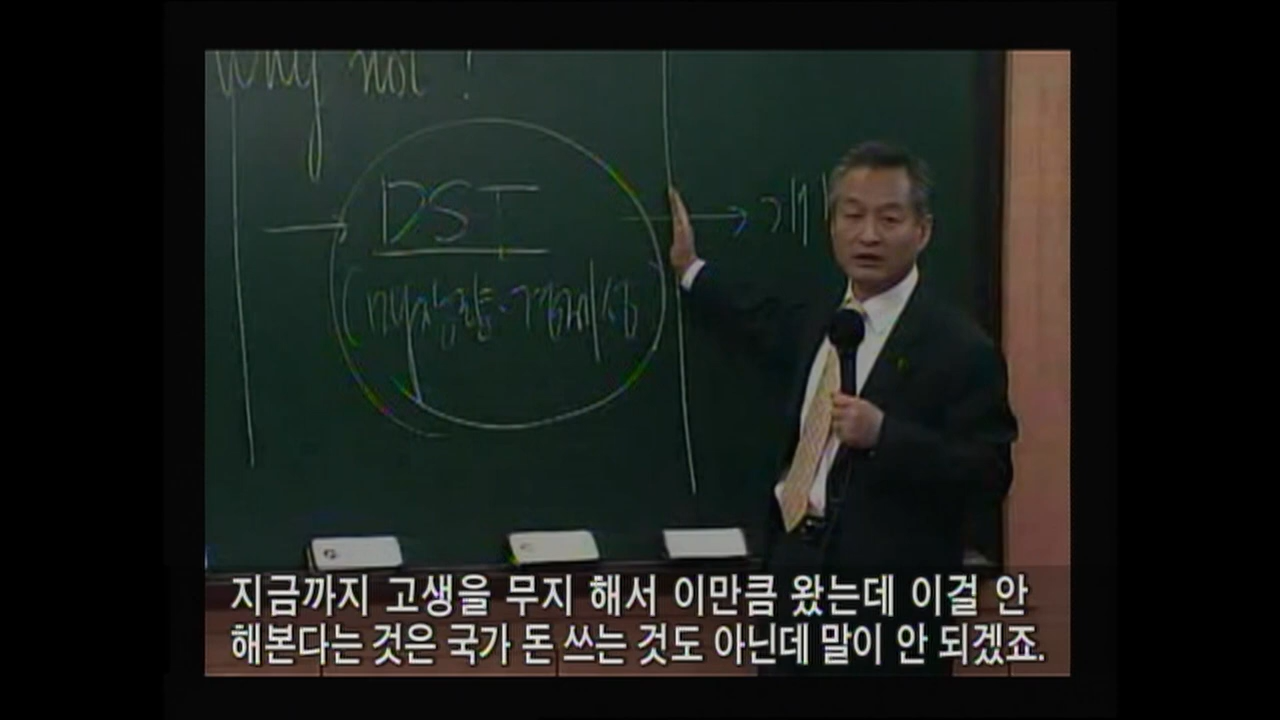 Why not!
DST
지금까지 고생을 무지 해서 이만큼 왔는데 이걸 안
해본다는 것은 국가 돈 쓰는 것도 아닌데 말이 안 되겠죠.